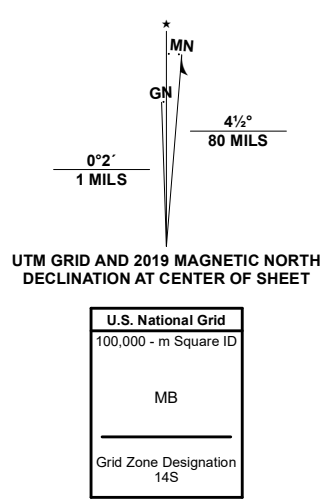 ★
MN
GN
4½°
80 MILS
0°2´
1 MILS
UTM GRID AND 2019 MAGNETIC NORTH
DECLINATION AT CENTER OF SHEET
U.S. National Grid
100,000 - m Square ID
MB
Grid Zone Designation
14S